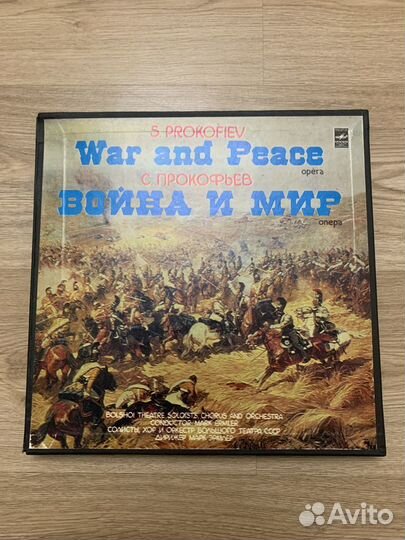 S. PROKOFIEV
War and Peace
opera
С. ПРОКОФЬЕВ
ВОЙНА И МИР
опера
BOLSHOI THEATRE SOLOISTS, CHORUS AND ORCHESTRA
CONDUCTOR MARK ERMLER
СОЛИСТЫ, ХОР И ОРКЕСТР БОЛЬШОГО ТЕАТРА СССР
ДИРИЖЕР МАРК ЭРМЛЕР
Avito